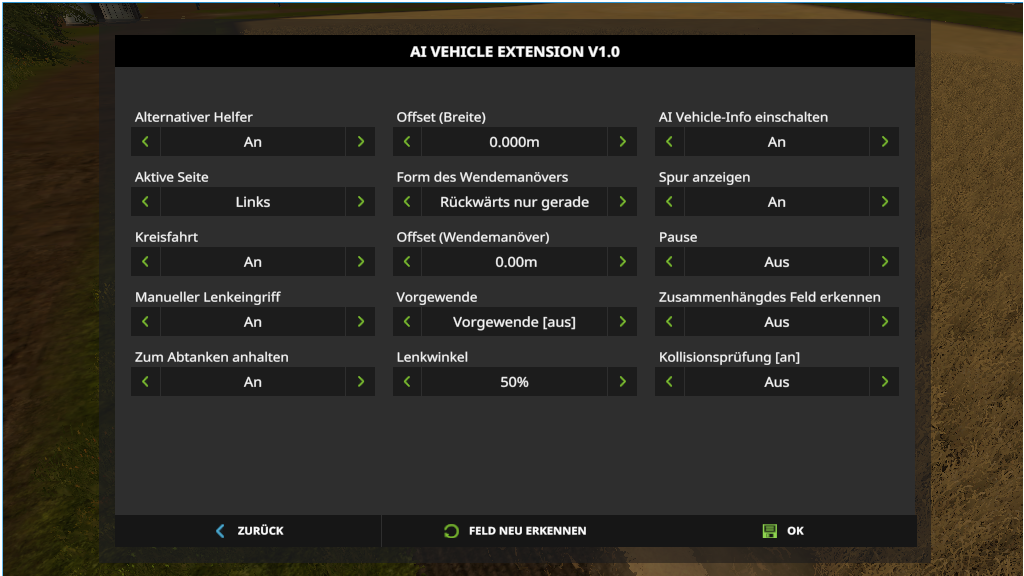 AI VEHICLE EXTENSION V1.0
Alternativer Helfer
An
Offset (Breite)
0.000m
AI Vehicle-Info einschalten
An
Aktive Seite
Links
Form des Wendemanövers
Rückwärts nur gerade
Spur anzeigen
An
Kreisfahrt
An
Offset (Wendemanöver)
0.00m
Pause
Aus
Manueller Lenkeingriff
An
Vorgewende
Vorgewende [aus]
Zusammenhängdes Feld erkennen
Aus
Zum Abtanken anhalten
An
Lenkwinkel
50%
Kollisionsprüfung [an]
Aus
ZURÜCK
FELD NEU ERKENNEN
OK